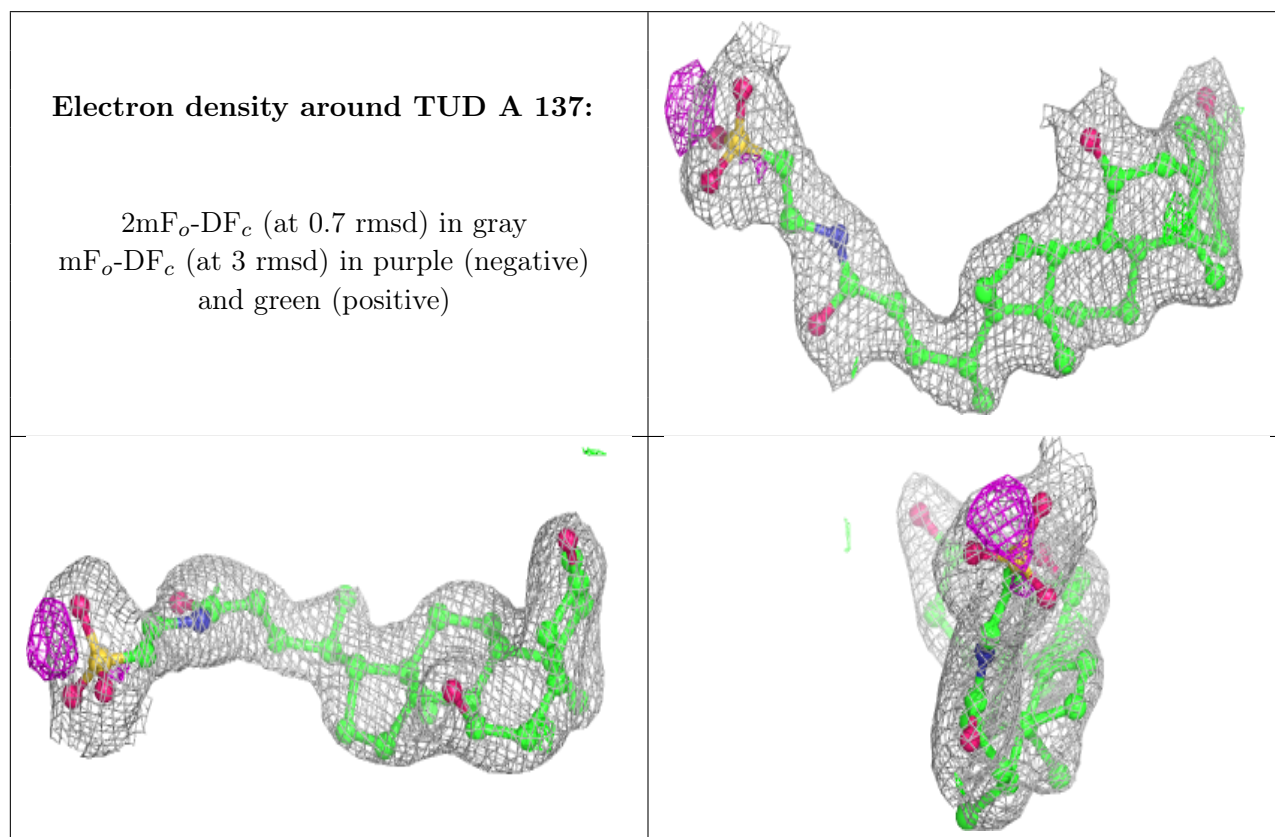 Electron density around TUD A 137:
2mFo-DFc (at 0.7 rmsd) in gray
mFo-DFc (at 3 rmsd) in purple (negative)
and green (positive)